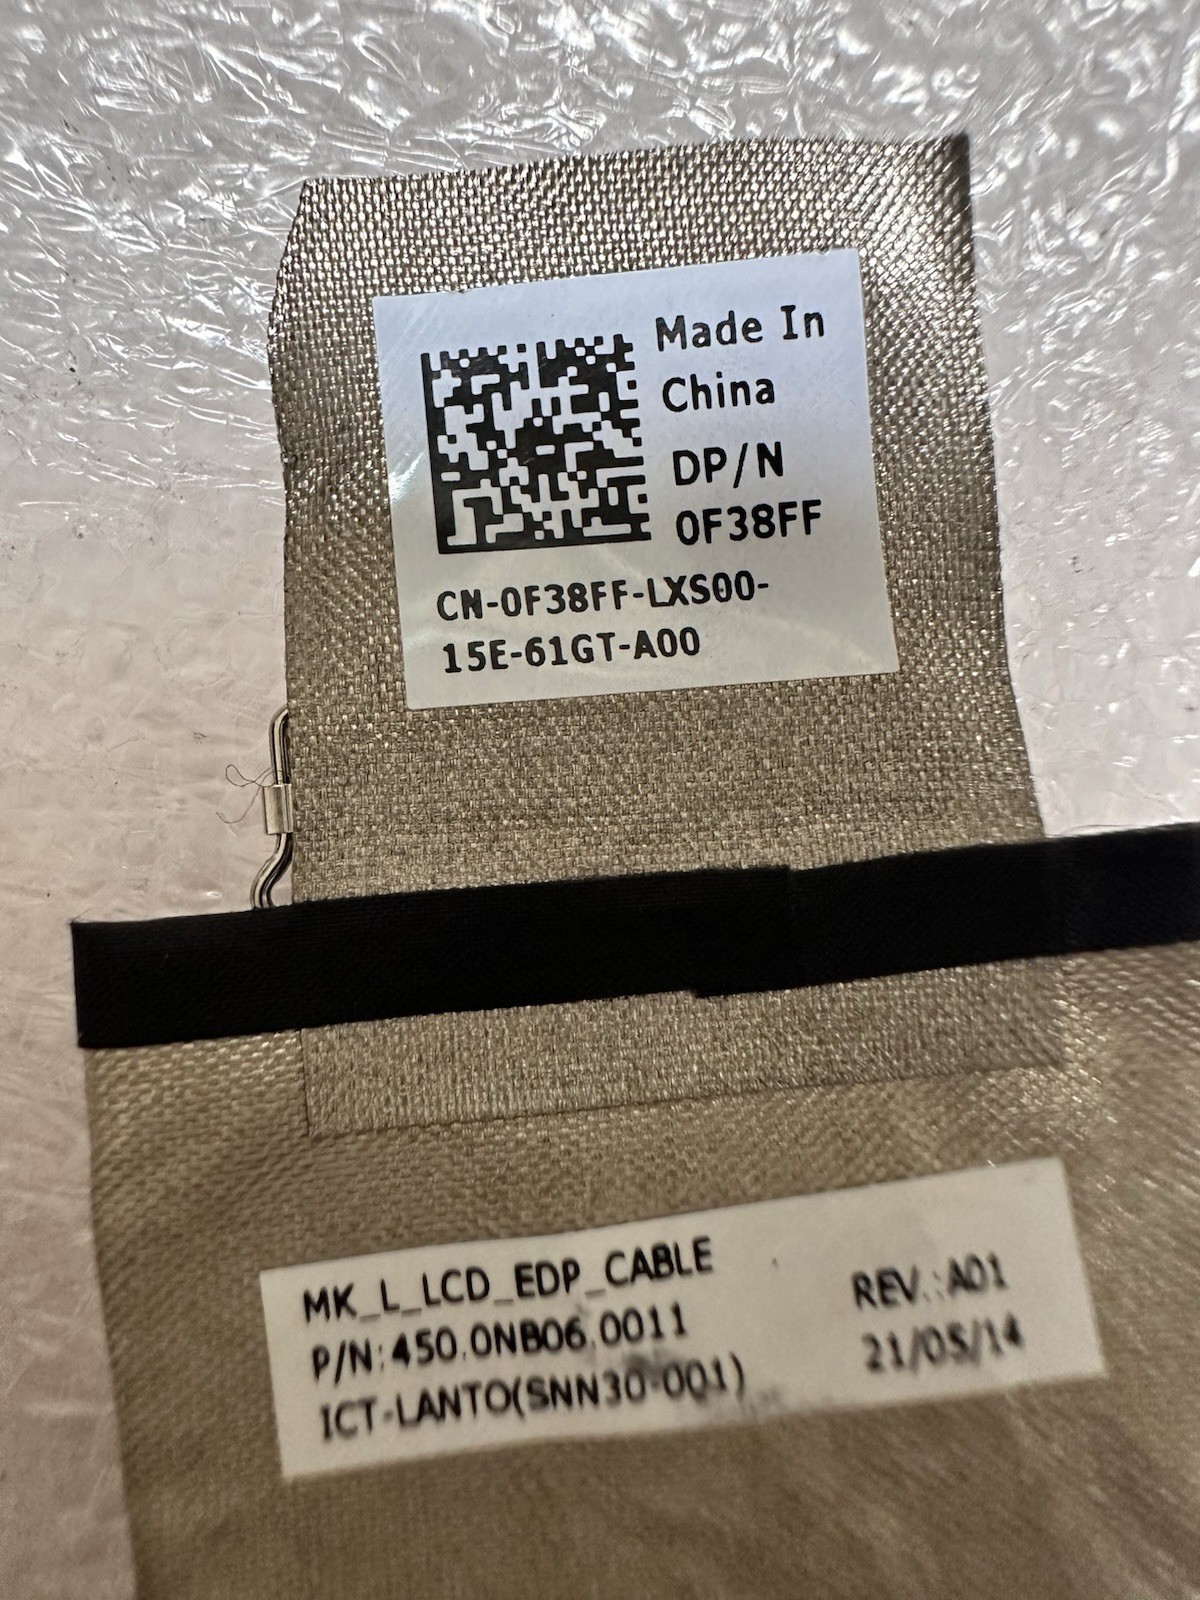 Made In
China
DP/N
0F38FF
CN-0F38FF-LXS00-
15E-61GT-A00
MK_L_LCD_EDP_CABLE
P/N:450.0NB06.0011
ICT-LANTO(SNN30-001)
REV.:A01
21/05/14